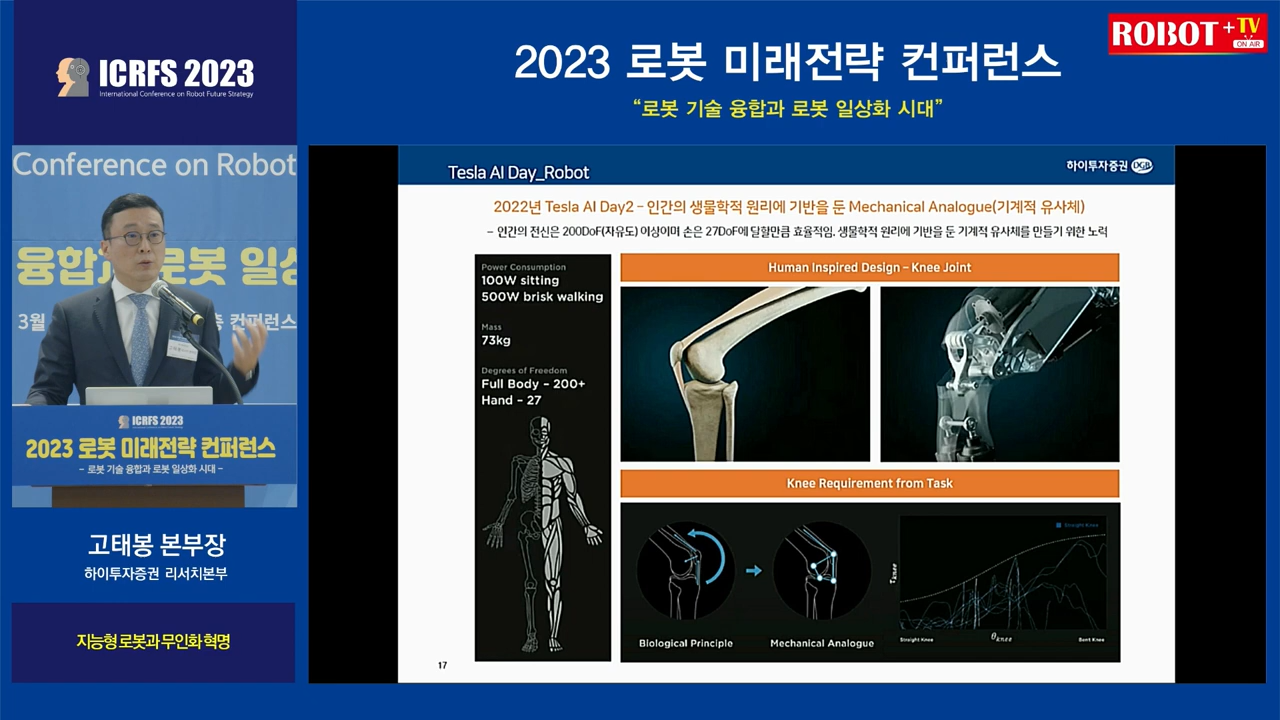 ICRFS 2023
International Conference on Robot Future Strategy
2023 로봇 미래전략 컨퍼런스
“로봇 기술 융합과 로봇 일상화 시대”
ROBOT+TV
ON AIR
Conference on Robot
융합과 로봇 일상
3월
층 컨퍼런스
ICRFS 2023
2023 로봇 미래전략 컨퍼런스
- 로봇 기술 융합과 로봇 일상화 시대 -
고태봉 본부장
하이투자증권 리서치본부
지능형 로봇과 무인화 혁명
Tesla AI Day_Robot
하이투자증권 DGB
2022년 Tesla AI Day2 – 인간의 생물학적 원리에 기반을 둔 Mechanical Analogue(기계적 유사체)
– 인간의 전신은 200DoF(자유도) 이상이며 손은 27DoF에 달할만큼 효율적임. 생물학적 원리에 기반을 둔 기계적 유사체를 만들기 위한 노력
Power Consumption
100W sitting
500W brisk walking
Mass
73kg
Degrees of Freedom
Full Body – 200+
Hand – 27
Human Inspired Design – Knee Joint
Knee Requirement from Task
Biological Principle
Mechanical Analogue
Straight Knee
τknee
Straight Knee
θknee
Bent Knee
17